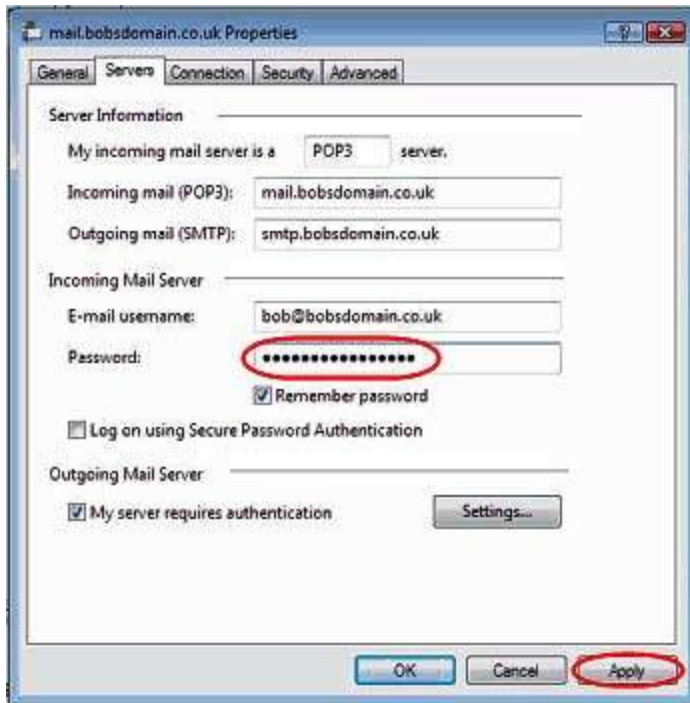 mail.bobsdomain.co.uk Properties
General Servers Connection Security Advanced
Server Information
My incoming mail server is a POP3 server.
Incoming mail (POP3): mail.bobsdomain.co.uk
Outgoing mail (SMTP): smtp.bobsdomain.co.uk
Incoming Mail Server
E-mail username: bob@bobsdomain.co.uk
Password: ●●●●●●●●●●●●●●●●
Remember password
Log on using Secure Password Authentication
Outgoing Mail Server
My server requires authentication Settings...
OK Cancel Apply